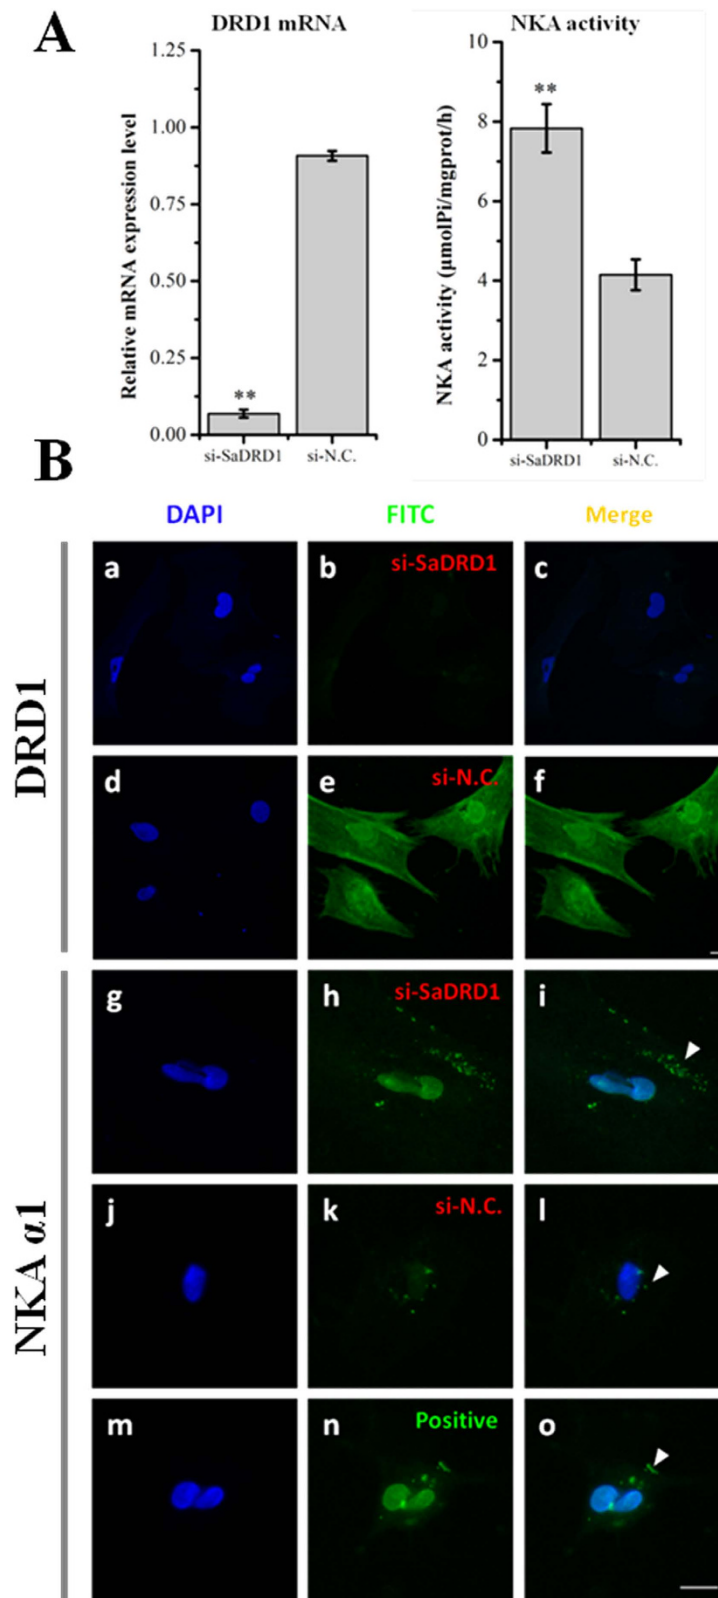 A
DRD1 mRNA
NKA activity
Relative mRNA expression level
1.25
1.00
0.75
0.50
0.25
0.00
**
si-SaDRD1
si-N.C.
NKA activity (μmolPi/mgprot/h)
10
8
6
4
2
0
**
si-SaDRD1
si-N.C.
B
DAPI
FITC
Merge
DRD1
a
b
si-SaDRD1
c
d
e
si-N.C.
f
NKA α1
g
h
si-SaDRD1
i
j
k
si-N.C.
l
m
n
Positive
o